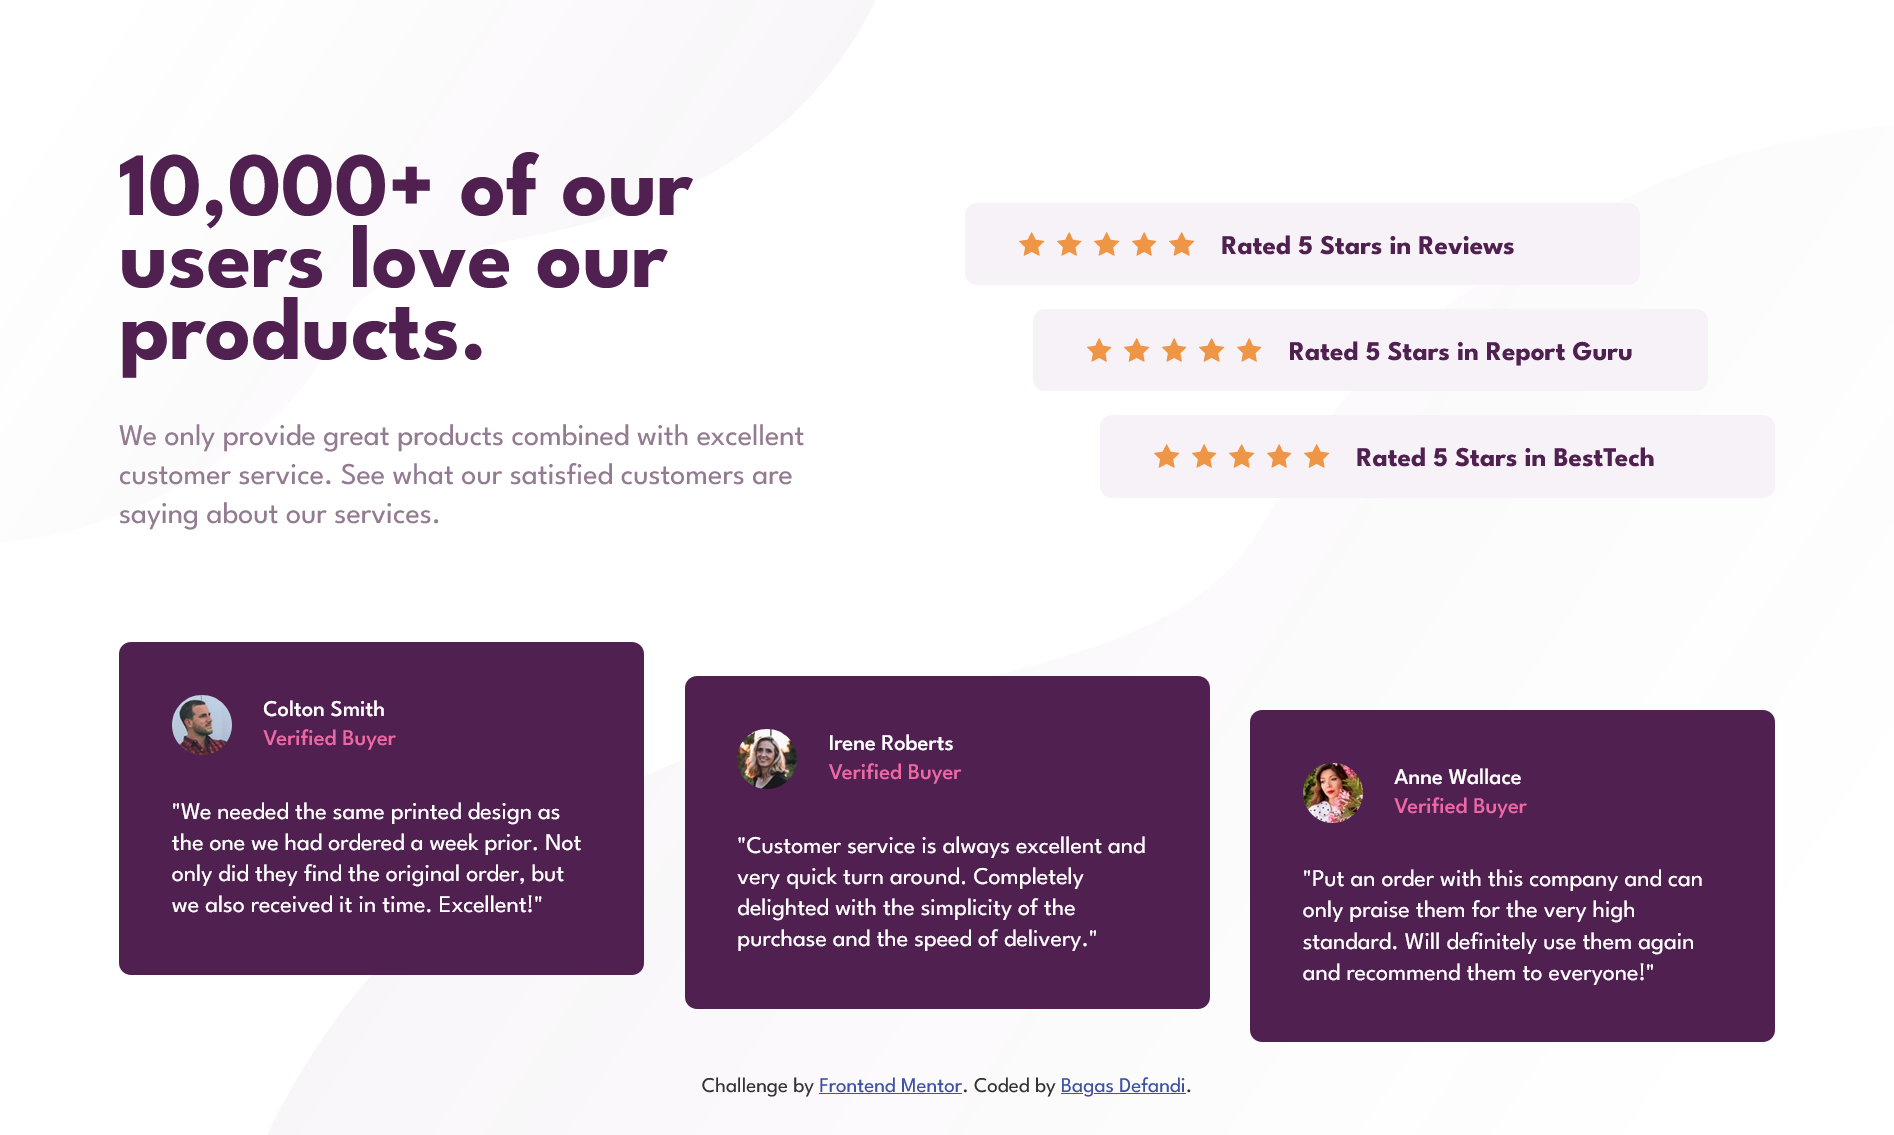 10,000+ of our
users love our
products.
We only provide great products combined with excellent
customer service. See what our satisfied customers are
saying about our services.
Rated 5 Stars in Reviews
Rated 5 Stars in Report Guru
Rated 5 Stars in BestTech
Colton Smith
Verified Buyer
"We needed the same printed design as
the one we had ordered a week prior. Not
only did they find the original order, but
we also received it in time. Excellent!"
Irene Roberts
Verified Buyer
"Customer service is always excellent and
very quick turn around. Completely
delighted with the simplicity of the
purchase and the speed of delivery."
Anne Wallace
Verified Buyer
"Put an order with this company and can
only praise them for the very high
standard. Will definitely use them again
and recommend them to everyone!"
Challenge by Frontend Mentor. Coded by Bagas Defandi.